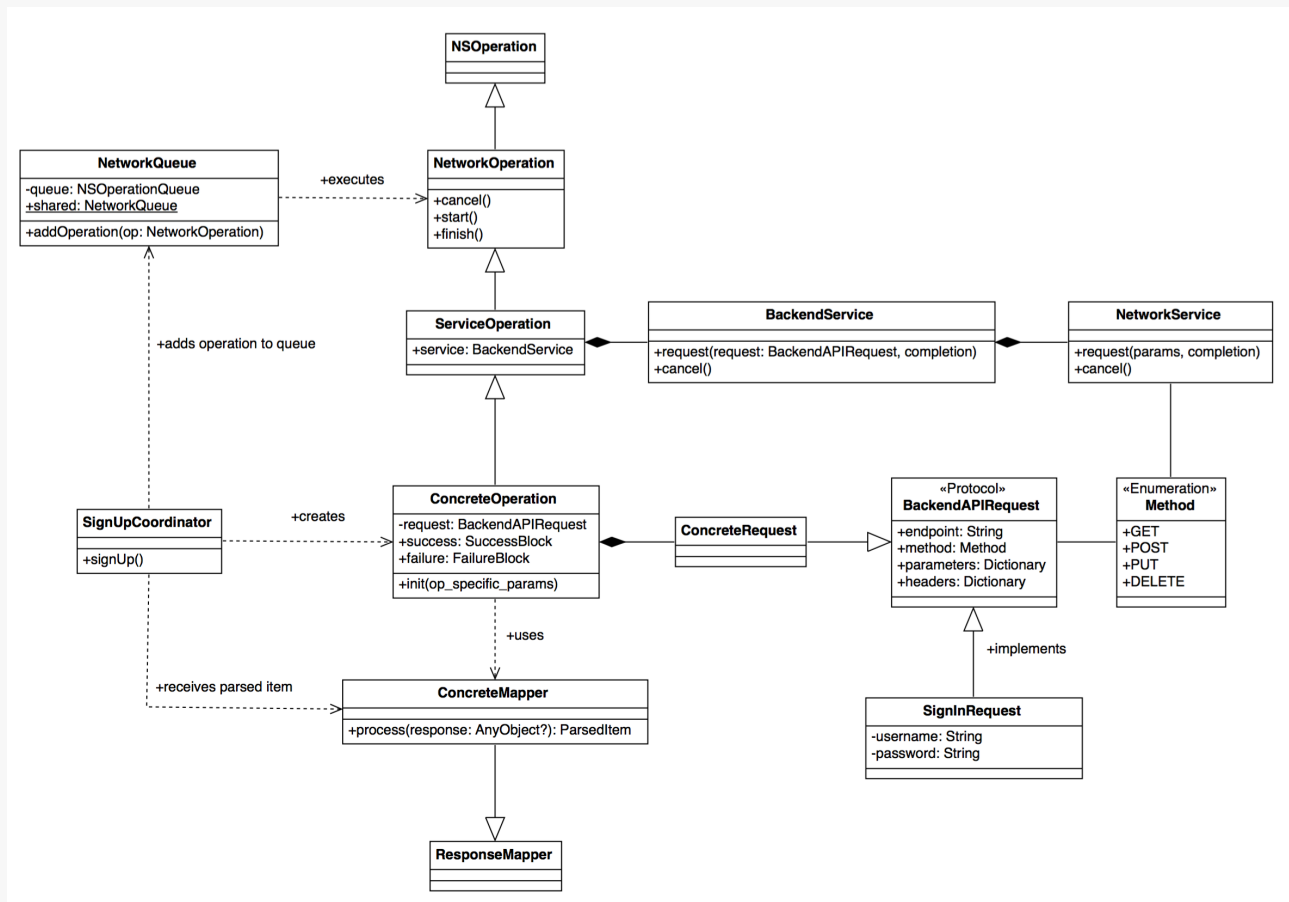 NSOperation
NetworkQueue
-queue: NSOperationQueue
+shared: NetworkQueue
+addOperation(op: NetworkOperation)
+executes
NetworkOperation
+cancel()
+start()
+finish()
+adds operation to queue
ServiceOperation
+service: BackendService
BackendService
+request(request: BackendAPIRequest, completion)
+cancel()
NetworkService
+request(params, completion)
+cancel()
SignUpCoordinator
+signUp()
+creates
ConcreteOperation
-request: BackendAPIRequest
+success: SuccessBlock
+failure: FailureBlock
+init(op_specific_params)
ConcreteRequest
«Protocol»
BackendAPIRequest
+endpoint: String
+method: Method
+parameters: Dictionary
+headers: Dictionary
«Enumeration»
Method
+GET
+POST
+PUT
+DELETE
+uses
+implements
+receives parsed item
ConcreteMapper
+process(response: AnyObject?): ParsedItem
SignInRequest
-username: String
-password: String
ResponseMapper